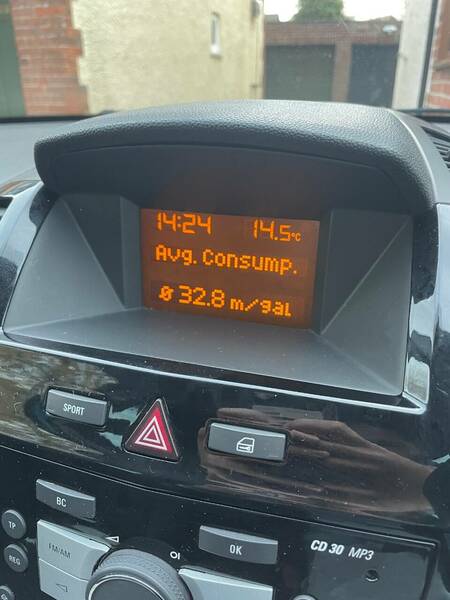 14:24 14.5°C
Avg. Consump.
Ø 32.8 m/gal
SPORT
BC
TP
FM/AM
OI
OK
REG
CD 30 MP3